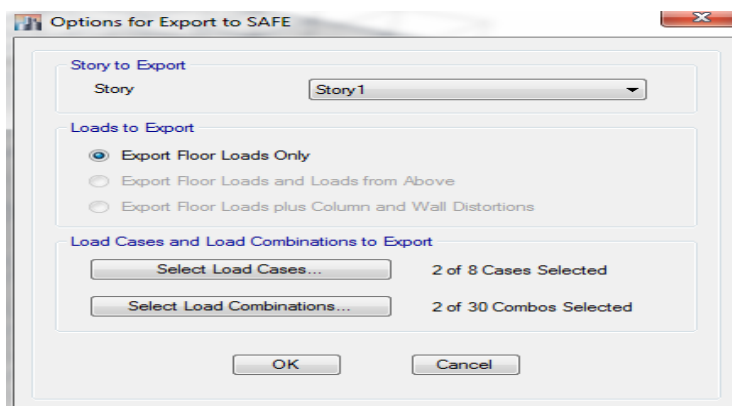 Options for Export to SAFE
Story to Export
Story
Story1
Loads to Export
Export Floor Loads Only
Export Floor Loads and Loads from Above
Export Floor Loads plus Column and Wall Distortions
Load Cases and Load Combinations to Export
Select Load Cases... 2 of 8 Cases Selected
Select Load Combinations... 2 of 30 Combos Selected
OK Cancel